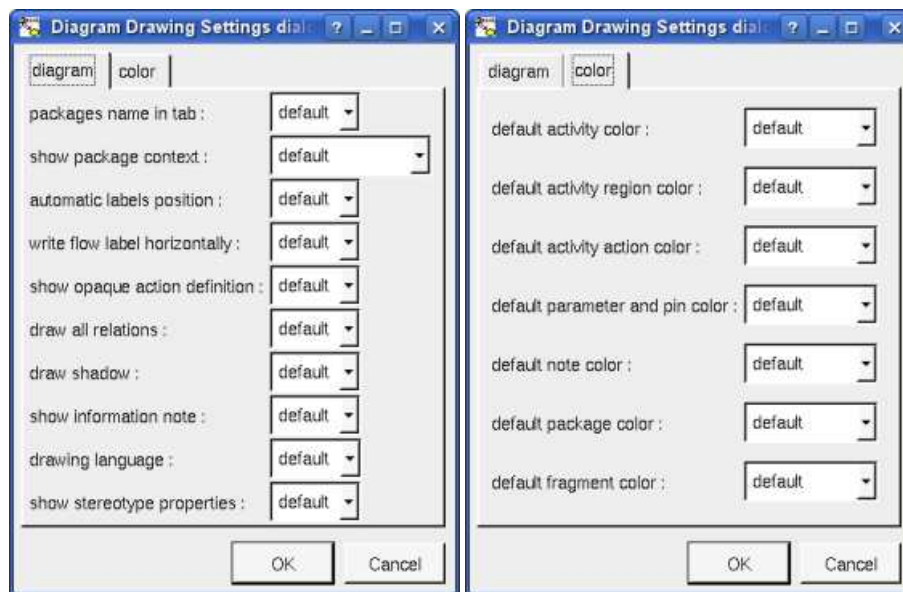 Diagram Drawing Settings dial
diagram color
packages name in tab : default
show package context : default
automatic labels position : default
write flow label horizontally : default
show opaque action definition : default
draw all relations : default
draw shadow : default
show information note : default
drawing language : default
show stereotype properties : default
OK Cancel
Diagram Drawing Settings dial
diagram color
default activity color : default
default activity region color : default
default activity action color : default
default parameter and pin color : default
default note color : default
default package color : default
default fragment color : default
OK Cancel